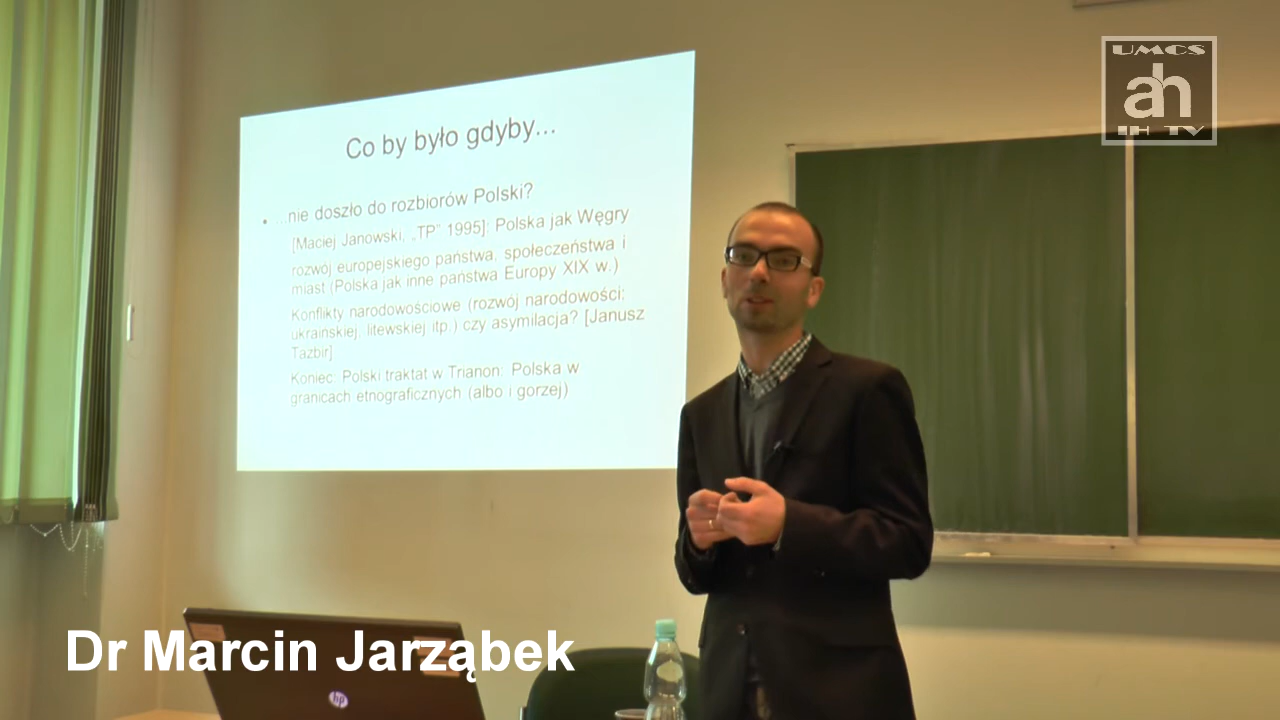 UMCS
ah
IH TV
Co by było gdyby...
• ...nie doszło do rozbiorów Polski?
[Maciej Janowski, „TP” 1995]: Polska jak Węgry
rozwój europejskiego państwa, społeczeństwa i
miast (Polska jak inne państwa Europy XIX w.)
Konflikty narodowościowe (rozwój narodowości:
ukraińskiej, litewskiej itp.) czy asymilacja? [Janusz
Tazbir]
Koniec: Polski traktat w Trianon: Polska w
granicach etnograficznych (albo i gorzej)
Dr Marcin Jarząbek
hp